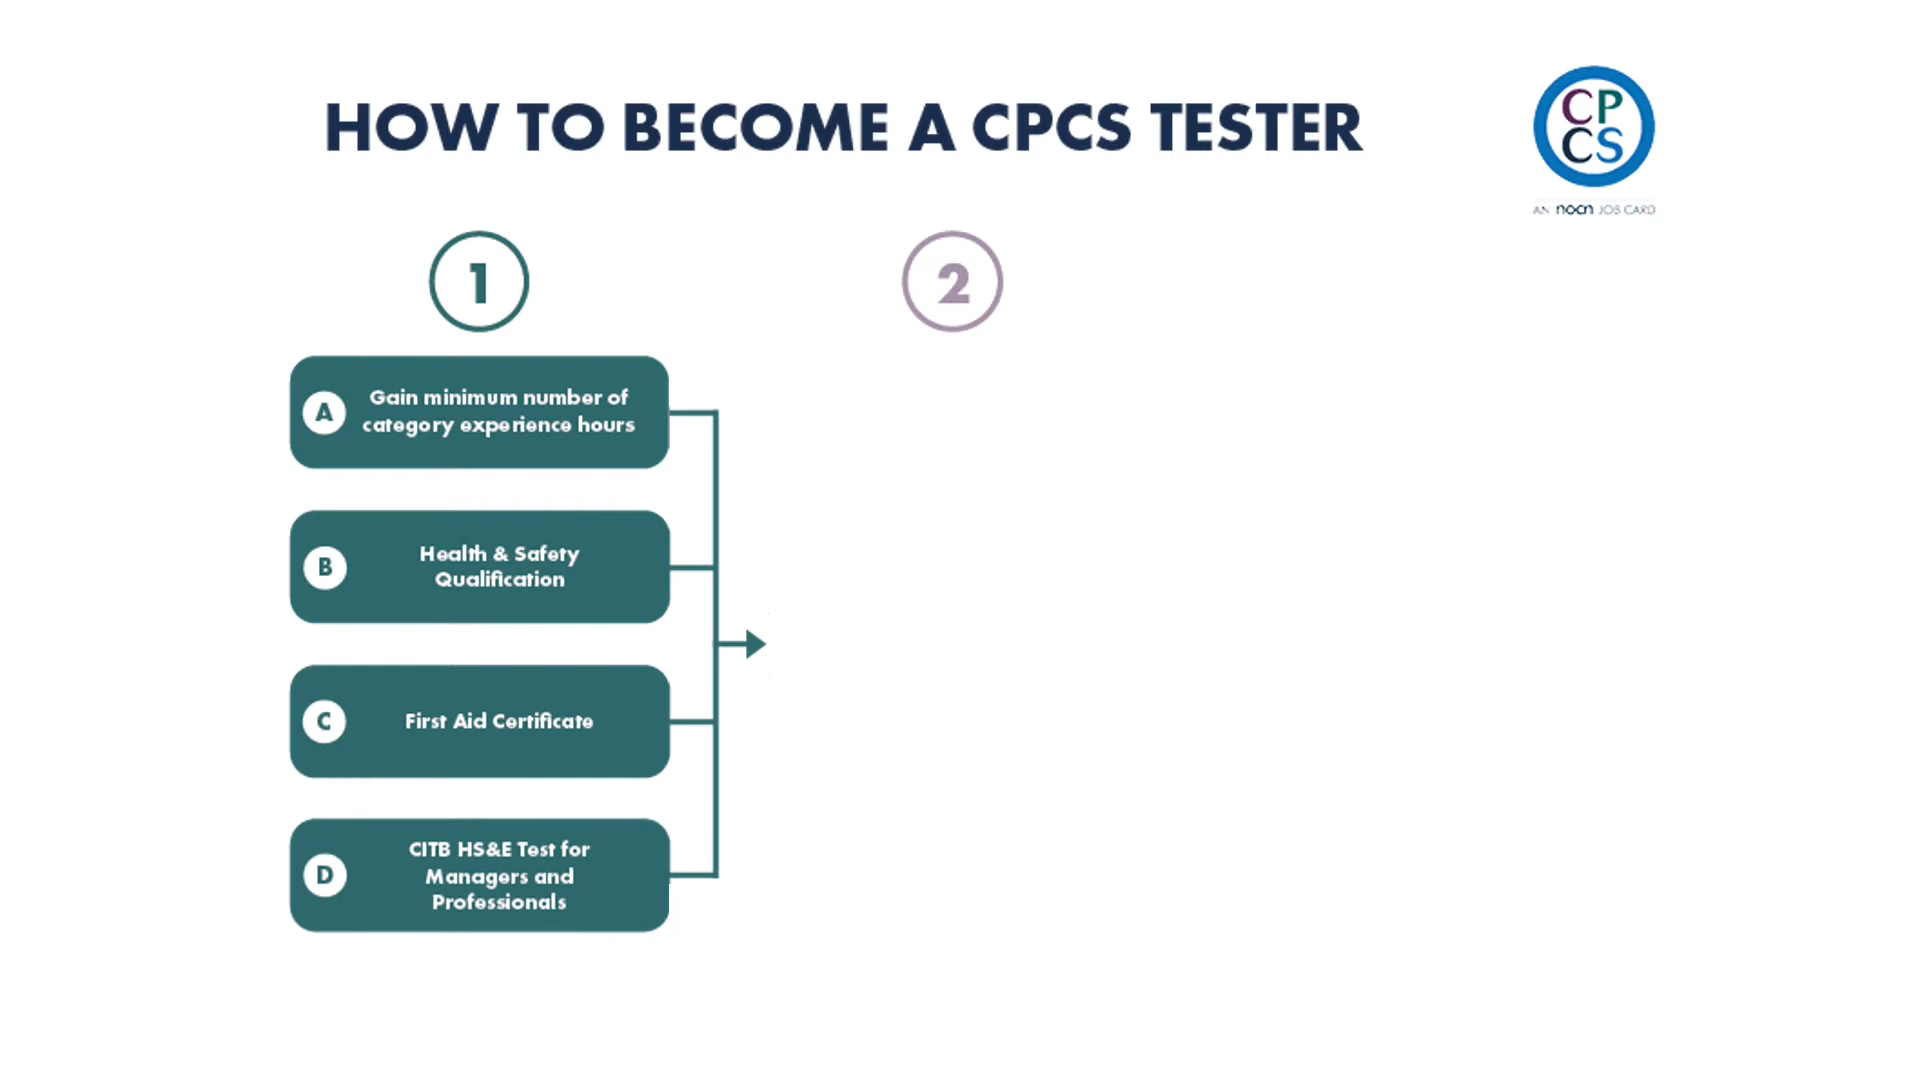 HOW TO BECOME A CPCS TESTER
CP
CS
AN nocn JOB CARD
1
2
A
Gain minimum number of
category experience hours
B
Health & Safety
Qualification
C
First Aid Certificate
D
CITB HS&E Test for
Managers and
Professionals